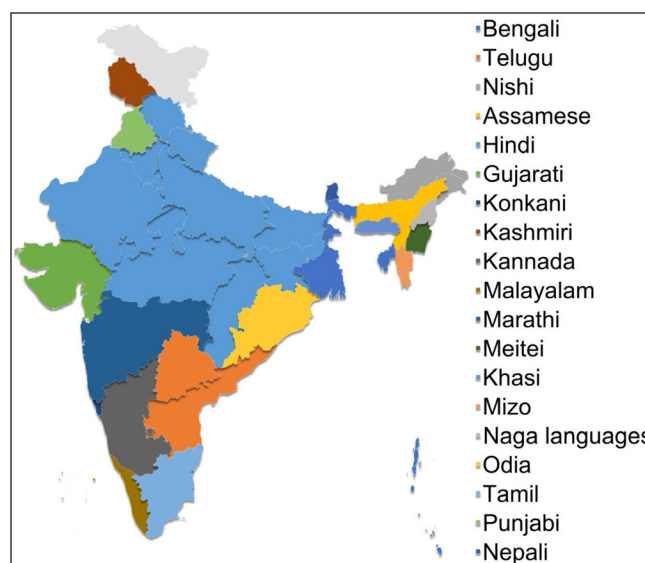 Bengali
Telugu
Nishi
Assamese
Hindi
Gujarati
Konkani
Kashmiri
Kannada
Malayalam
Marathi
Meitei
Khasi
Mizo
Naga languages
Odia
Tamil
Punjabi
Nepali